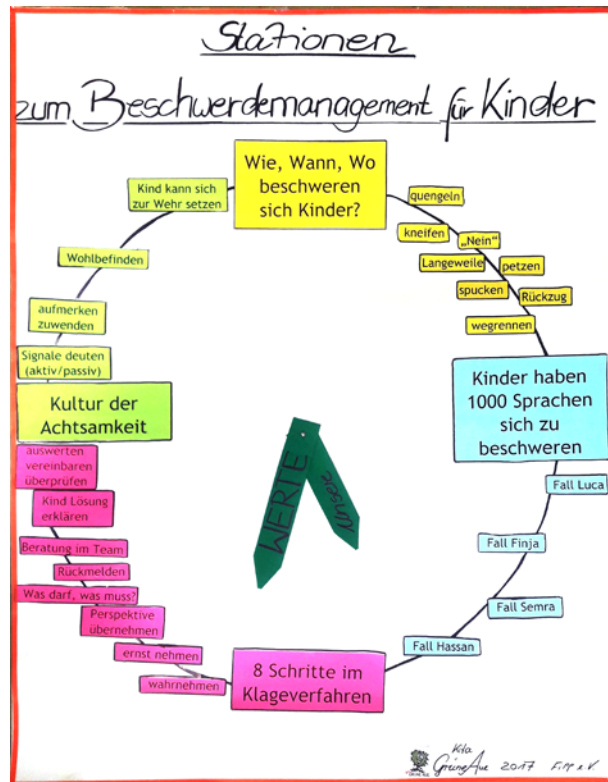 Stationen
zum Beschwerdemanagement für Kinder
Wie, Wann, Wo
beschweren
sich Kinder?
quengeln
kneifen
„Nein“
Langeweile
petzen
spucken
Rückzug
wegrennen
Kinder haben
1000 Sprachen
sich zu
beschweren
Fall Luca
Fall Finja
Fall Semra
Fall Hassan
8 Schritte im
Klageverfahren
wahrnehmen
ernst nehmen
Perspektive
übernehmen
Was darf, was muss?
Rückmelden
Beratung im Team
Kind Lösung
erklären
auswerten
vereinbaren
überprüfen
Kultur der
Achtsamkeit
Signale deuten
(aktiv/passiv)
aufmerken
zuwenden
Wohlbefinden
Kind kann sich
zur Wehr setzen
WERTE
Unsere
Kita
GrüneAue 2017 F.i.P.P. e.V.